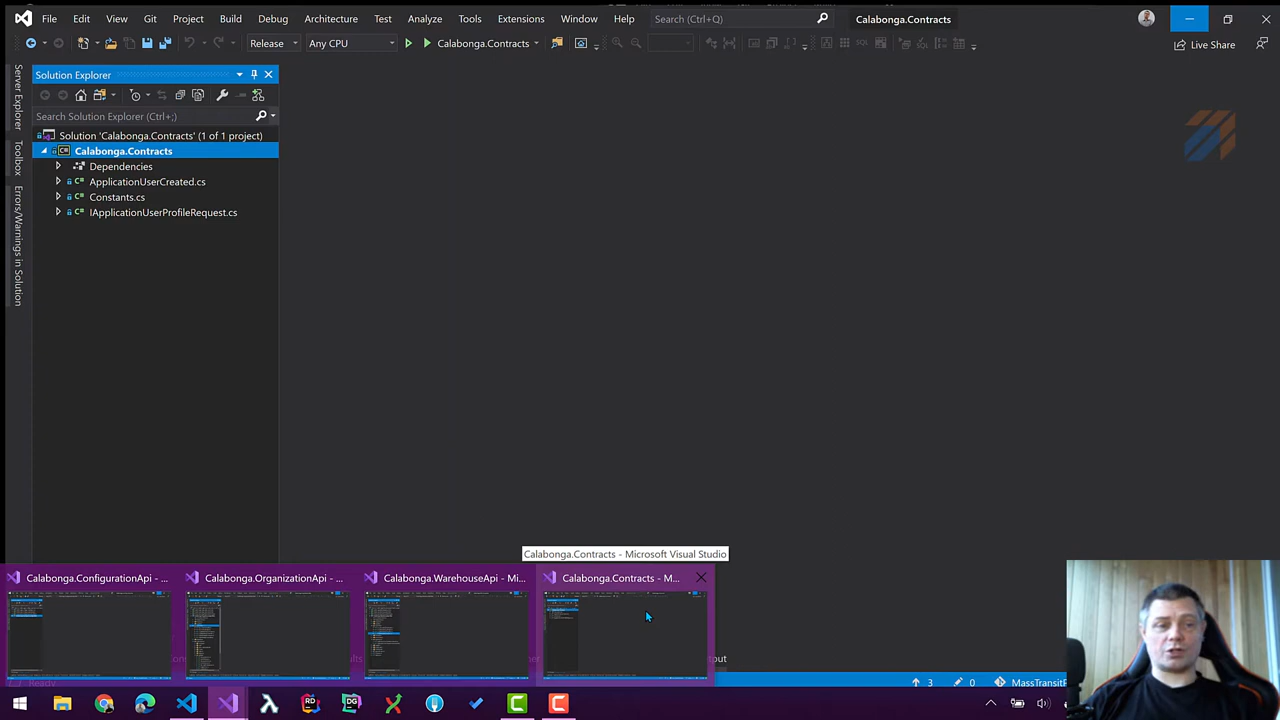 File Edit View Git Project Build Debug Architecture Test Analyze Tools Extensions Window Help Search (Ctrl+Q) Calabonga.Contracts
Release Any CPU Calabonga.Contracts Live Share
Server Explorer
Toolbox
Errors/Warnings in Solution
Solution Explorer
Search Solution Explorer (Ctrl+;)
Solution 'Calabonga.Contracts' (1 of 1 project)
Calabonga.Contracts
Dependencies
ApplicationUserCreated.cs
Constants.cs
IApplicationUserProfileRequest.cs
Calabonga.Contracts - Microsoft Visual Studio
Calabonga.ConfigurationApi - ...
Calabonga.OrganizationApi - ...
Calabonga.WarehouseApi - Mi...
Calabonga.Contracts - M...
Ready 3 0